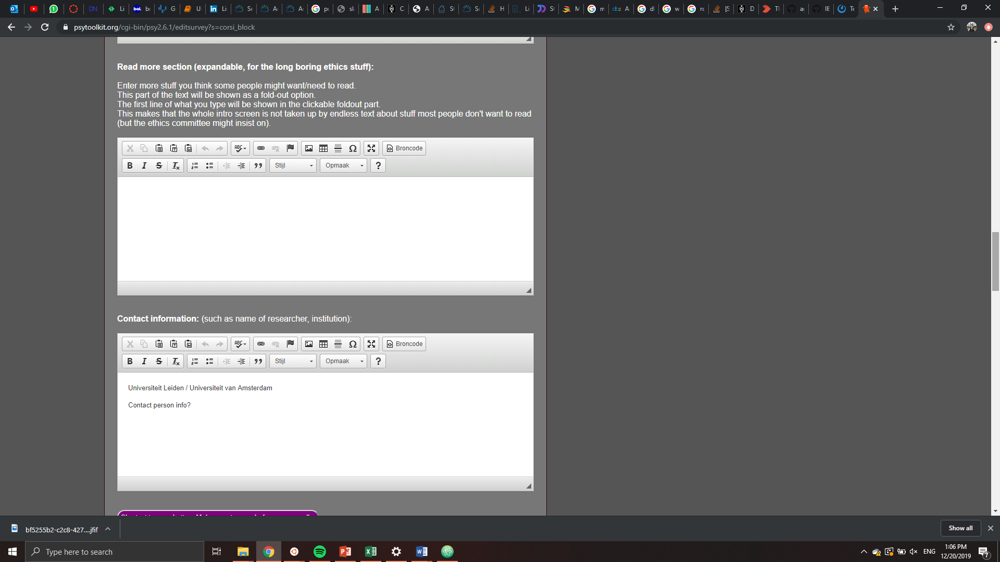 psytoolkit.org/cgi-bin/psy2.6.1/editsurvey?s=corsi_block
Read more section (expandable, for the long boring ethics stuff):
Enter more stuff you think some people might want/need to read.
This part of the text will be shown as a fold-out option.
The first line of what you type will be shown in the clickable foldout part.
This makes that the whole intro screen is not taken up by endless text about stuff most people don't want to read
(but the ethics committee might insist on).
Broncode
Stijl Opmaak ?
Contact information: (such as name of researcher, institution):
Broncode
Stijl Opmaak ?
Universiteit Leiden / Universiteit van Amsterdam
Contact person info?
bf5255b2-c2c8-427....jfif
Show all
Type here to search
ENG
1:06 PM
12/20/2019
7